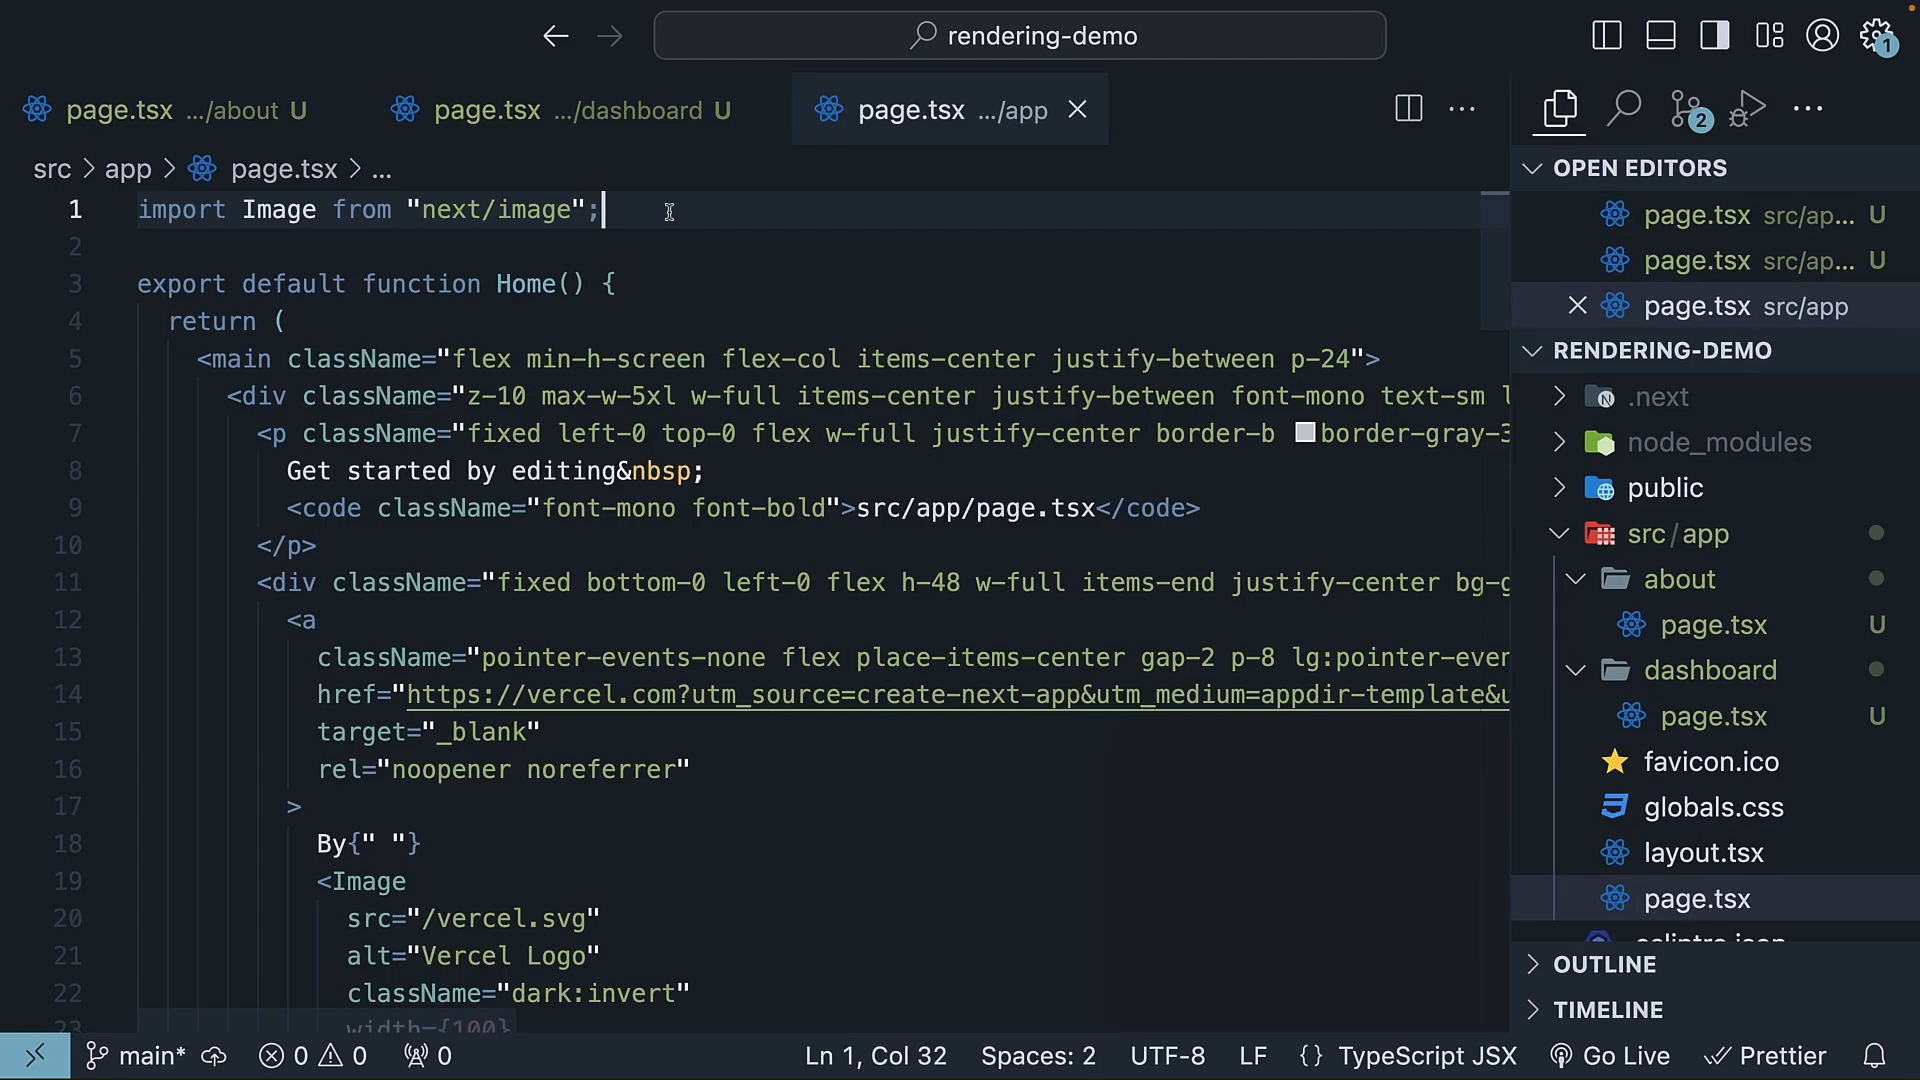 rendering-demo
1
page.tsx .../about U
page.tsx .../dashboard U
page.tsx .../app
2
src > app > page.tsx > ...
1 import Image from "next/image";
2
3 export default function Home() {
4 return (
5 <main className="flex min-h-screen flex-col items-center justify-between p-24">
6 <div className="z-10 max-w-5xl w-full items-center justify-between font-mono text-sm l
7 <p className="fixed left-0 top-0 flex w-full justify-center border-b border-gray-3
8 Get started by editing&nbsp;
9 <code className="font-mono font-bold">src/app/page.tsx</code>
10 </p>
11 <div className="fixed bottom-0 left-0 flex h-48 w-full items-end justify-center bg-g
12 <a
13 className="pointer-events-none flex place-items-center gap-2 p-8 lg:pointer-even
14 href="https://vercel.com?utm_source=create-next-app&utm_medium=appdir-template&u
15 target="_blank"
16 rel="noopener noreferrer"
17 >
18 By{" "}
19 <Image
20 src="/vercel.svg"
21 alt="Vercel Logo"
22 className="dark:invert"
23 width={100}
OPEN EDITORS
page.tsx src/ap... U
page.tsx src/ap... U
page.tsx src/app
RENDERING-DEMO
.next
node_modules
public
src/app
about
page.tsx U
dashboard
page.tsx U
favicon.ico
globals.css
layout.tsx
page.tsx
OUTLINE
TIMELINE
main* 0 0 0 Ln 1, Col 32 Spaces: 2 UTF-8 LF {} TypeScript JSX Go Live Prettier